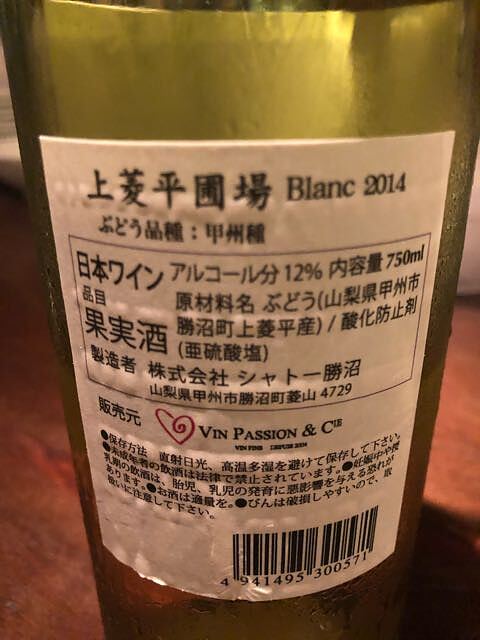 上菱平圃場 Blanc 2014
ぶどう品種：甲州種
日本ワイン アルコール分 12% 内容量 750ml
品目
果実酒
原材料名 ぶどう(山梨県甲州市
勝沼町上菱平産) / 酸化防止剤
(亜硫酸塩)
製造者 株式会社 シャトー勝沼
山梨県甲州市勝沼町菱山 4729
販売元 VIN PASSION & CIE
VIN FINS DEPUIS 2004
●保存方法 直射日光、高温多湿を避けて保存して下さい。
●未成年者の飲酒は法律で禁止されています。●妊娠中や授
乳期の飲酒は、胎児、乳児の発育に悪影響を与える恐れが
あります。●お酒は適量を。●びんは破損しやすいので、取
扱いに注意して下さい。
4 941495 300571